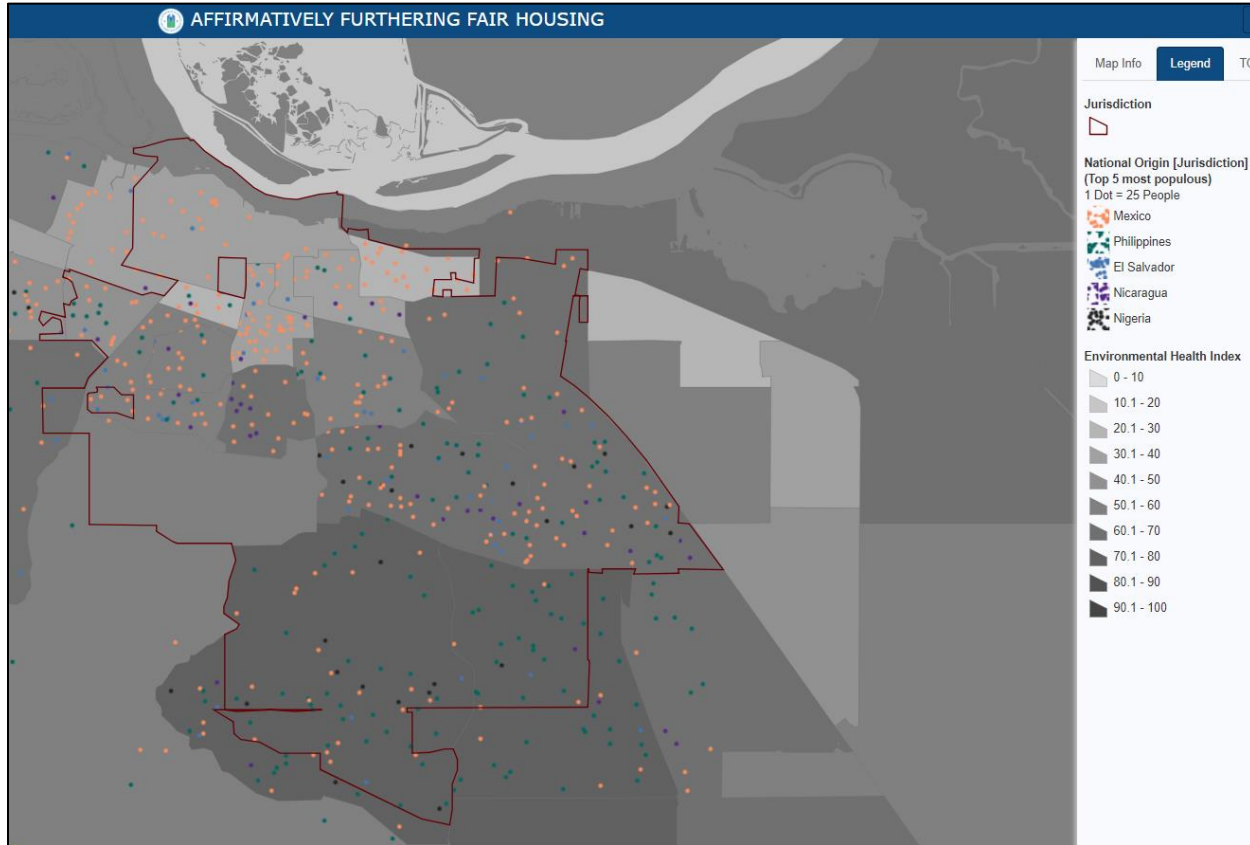 AFFIRMATIVELY FURTHERING FAIR HOUSING
Map Info
Legend
TO
Jurisdiction
National Origin [Jurisdiction]
(Top 5 most populous)
1 Dot = 25 People
Mexico
Philippines
El Salvador
Nicaragua
Nigeria
Environmental Health Index
0 - 10
10.1 - 20
20.1 - 30
30.1 - 40
40.1 - 50
50.1 - 60
60.1 - 70
70.1 - 80
80.1 - 90
90.1 - 100